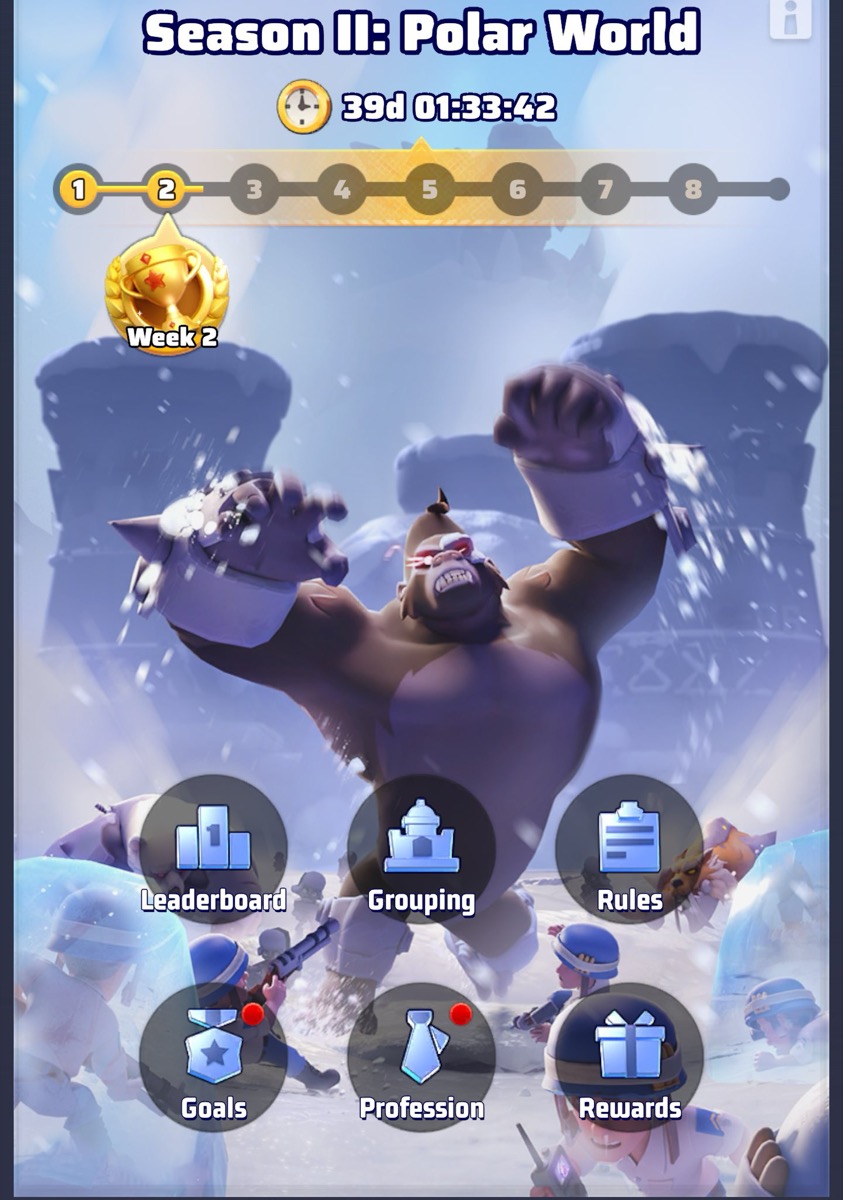 Season II: Polar World
39d 01:33:42
1 2 3 4 5 6 7 8
Week 2
1
Leaderboard Grouping Rules
Goals Profession Rewards